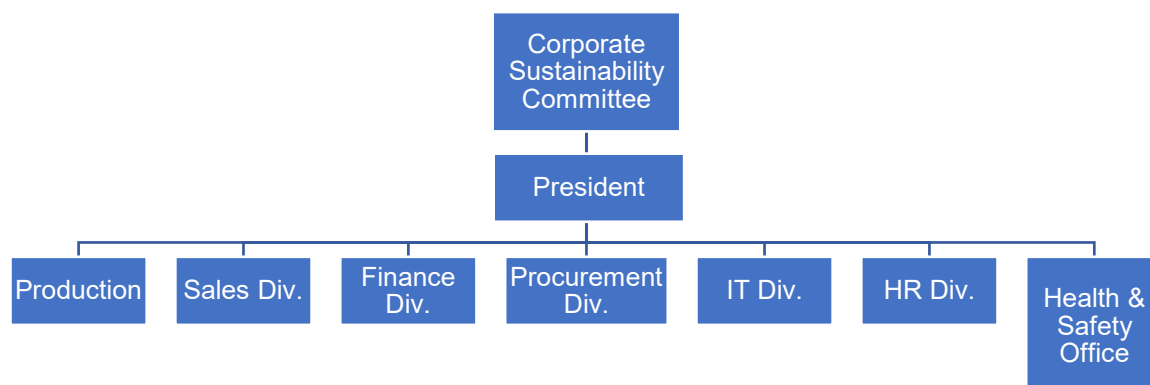 Corporate
Sustainability
Committee
President
Production
Sales Div.
Finance
Div.
Procurement
Div.
IT Div.
HR Div.
Health &
Safety
Office